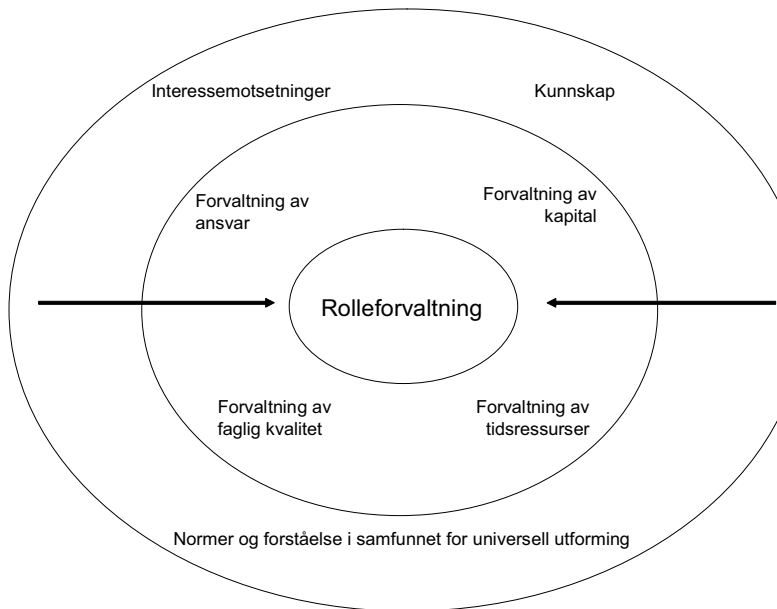 Interessemotsetninger
Kunnskap
Forvaltning av
ansvar
Forvaltning av
kapital
Rolleforvaltning
Forvaltning av
faglig kvalitet
Forvaltning av
tidsressurser
Normer og forståelse i samfunnet for universell utforming